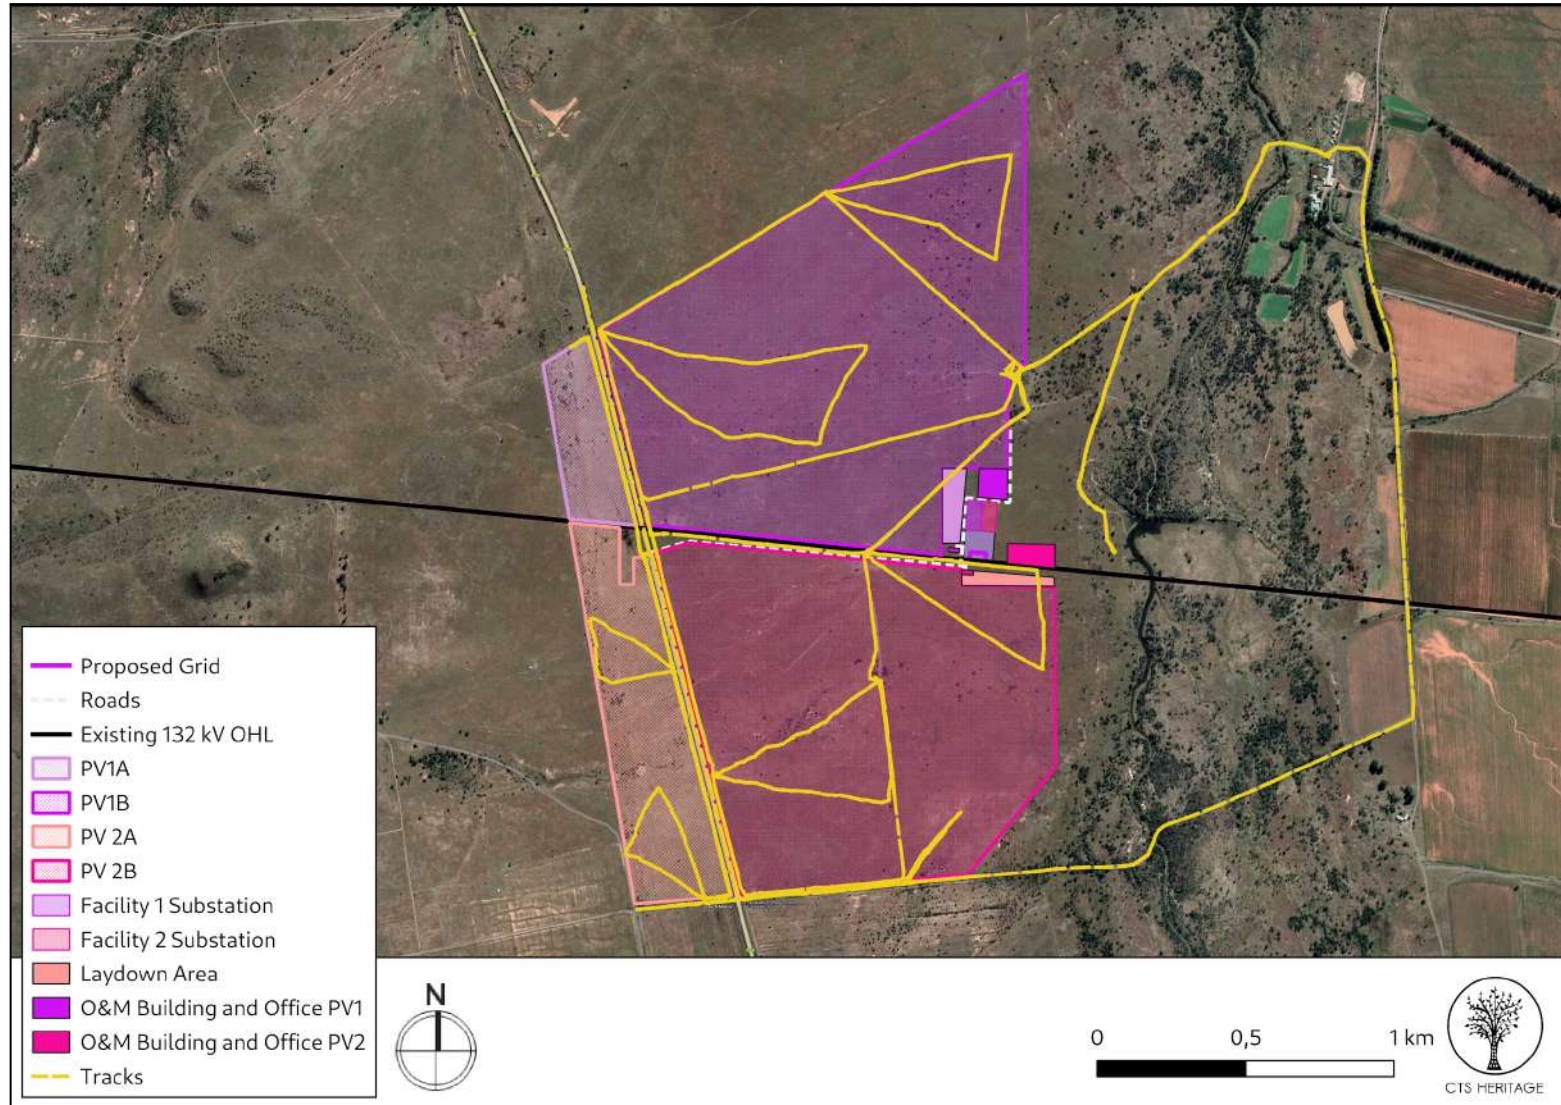 Proposed Grid
Roads
Existing 132 kV OHL
PV1A
PV1B
PV 2A
PV 2B
Facility 1 Substation
Facility 2 Substation
Laydown Area
O&M Building and Office PV1
O&M Building and Office PV2
Tracks
N
0 0,5 1 km
CTS HERITAGE